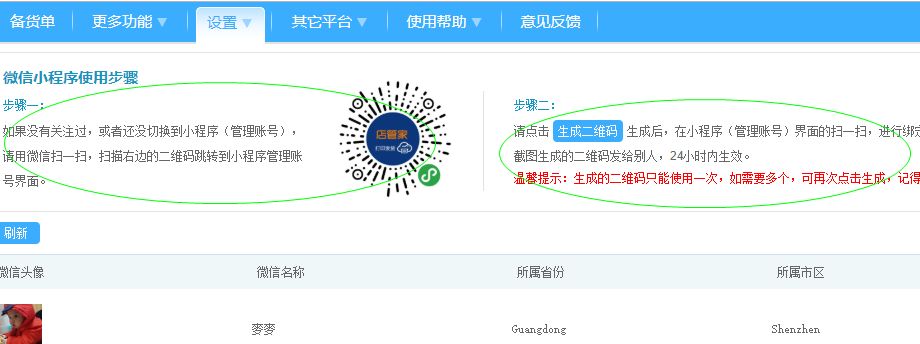 备货单 更多功能 设置 其它平台 使用帮助 意见反馈
微信小程序使用步骤
步骤一：
如果没有关注过，或者还没切换到小程序（管理账号），
请用微信扫一扫，扫描右边的二维码跳转到小程序管理账
号界面。
店管家
打印发货
步骤二：
请点击 生成二维码 生成后，在小程序（管理账号）界面的扫一扫，进行绑定
截图生成的二维码发给别人，24小时内生效。
温馨提示：生成的二维码只能使用一次，如需要多个，可再次点击生成，记得
刷新
微信头像 微信名称 所属省份 所属市区
麥麥 Guangdong Shenzhen